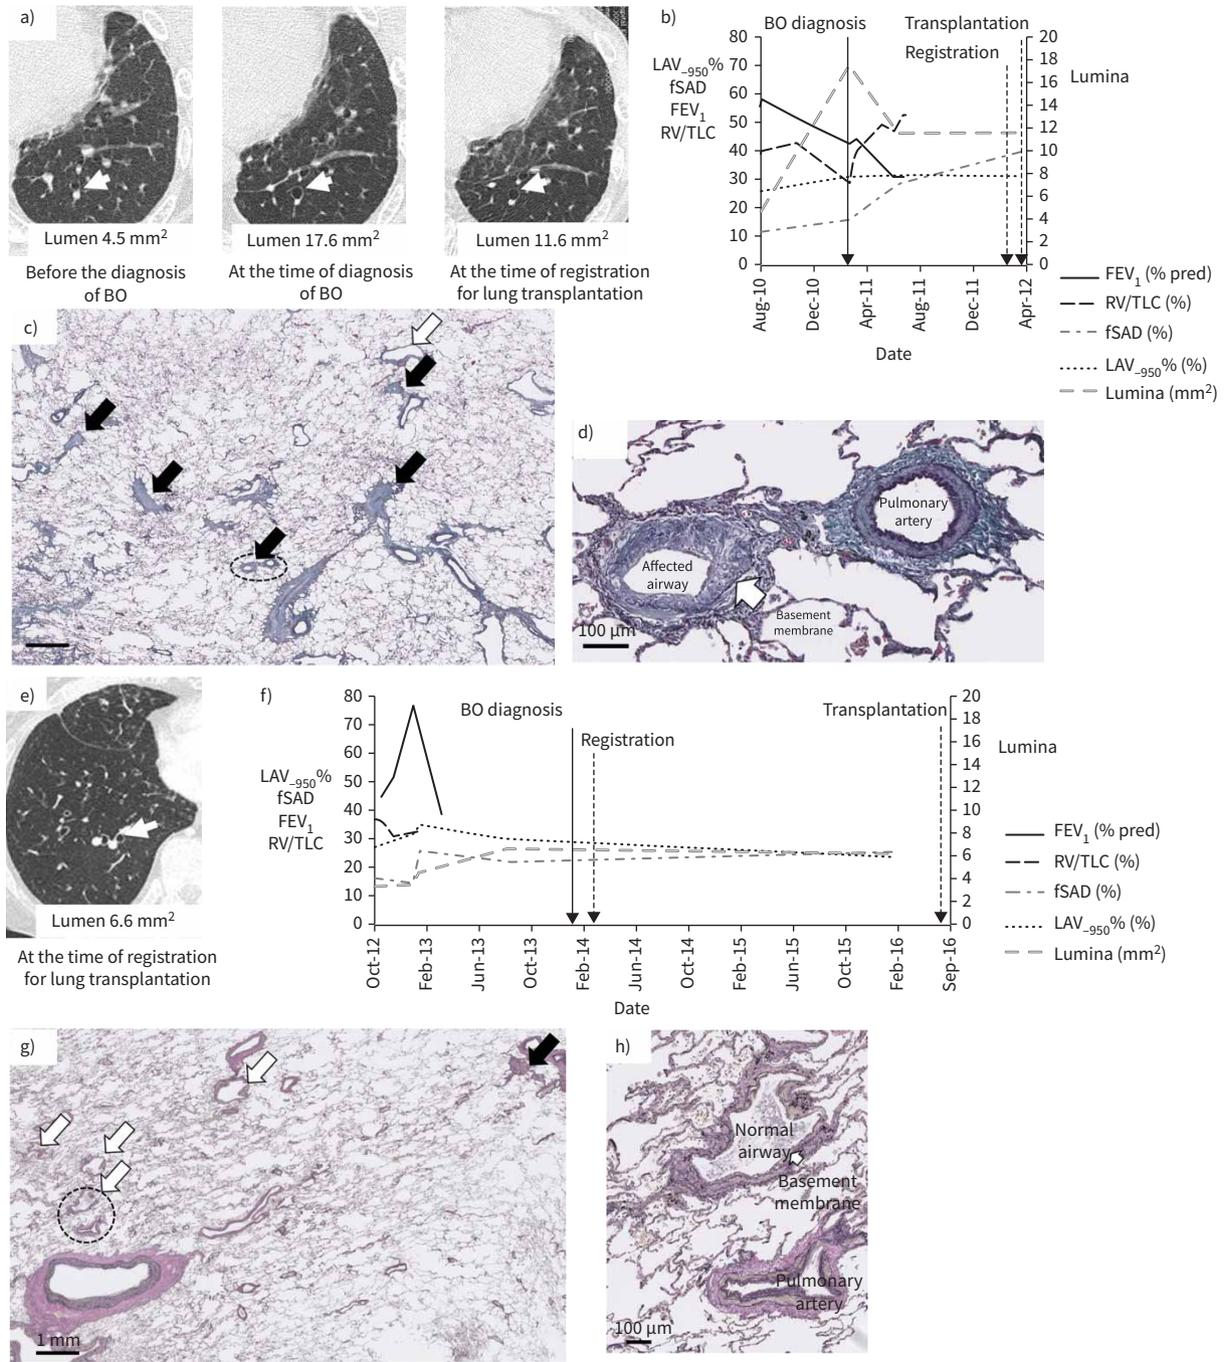 a)
Lumen 4.5 mm²
Before the diagnosis
of BO
Lumen 17.6 mm²
At the time of diagnosis
of BO
Lumen 11.6 mm²
At the time of registration
for lung transplantation
b)
BO diagnosis
Transplantation
Registration
LAV₋₉₅₀%
fSAD
FEV₁
RV/TLC
80
70
60
50
40
30
20
10
0
20
18
16
14
12
10
8
6
4
2
0
Lumina
Aug-10
Dec-10
Apr-11
Aug-11
Dec-11
Apr-12
Date
FEV₁ (% pred)
RV/TLC (%)
fSAD (%)
LAV₋₉₅₀% (%)
Lumina (mm²)
c)
d)
Pulmonary
artery
Affected
airway
Basement
membrane
100 µm
e)
Lumen 6.6 mm²
At the time of registration
for lung transplantation
f)
BO diagnosis
Registration
Transplantation
LAV₋₉₅₀%
fSAD
FEV₁
RV/TLC
80
70
60
50
40
30
20
10
0
20
18
16
14
12
10
8
6
4
2
0
Lumina
Oct-12
Feb-13
Jun-13
Oct-13
Feb-14
Jun-14
Oct-14
Feb-15
Jun-15
Oct-15
Feb-16
Sep-16
Date
FEV₁ (% pred)
RV/TLC (%)
fSAD (%)
LAV₋₉₅₀% (%)
Lumina (mm²)
g)
1 mm
h)
Normal
airway
Basement
membrane
Pulmonary
artery
100 µm